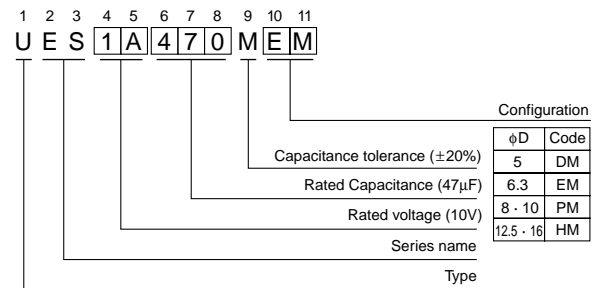 1 2 3 4 5 6 7 8 9 10 11
U E S 1 A 4 7 0 M E M
Configuration
φD Code
5 DM
6.3 EM
8 · 10 PM
12.5 · 16 HM
Capacitance tolerance (±20%)
Rated Capacitance (47µF)
Rated voltage (10V)
Series name
Type